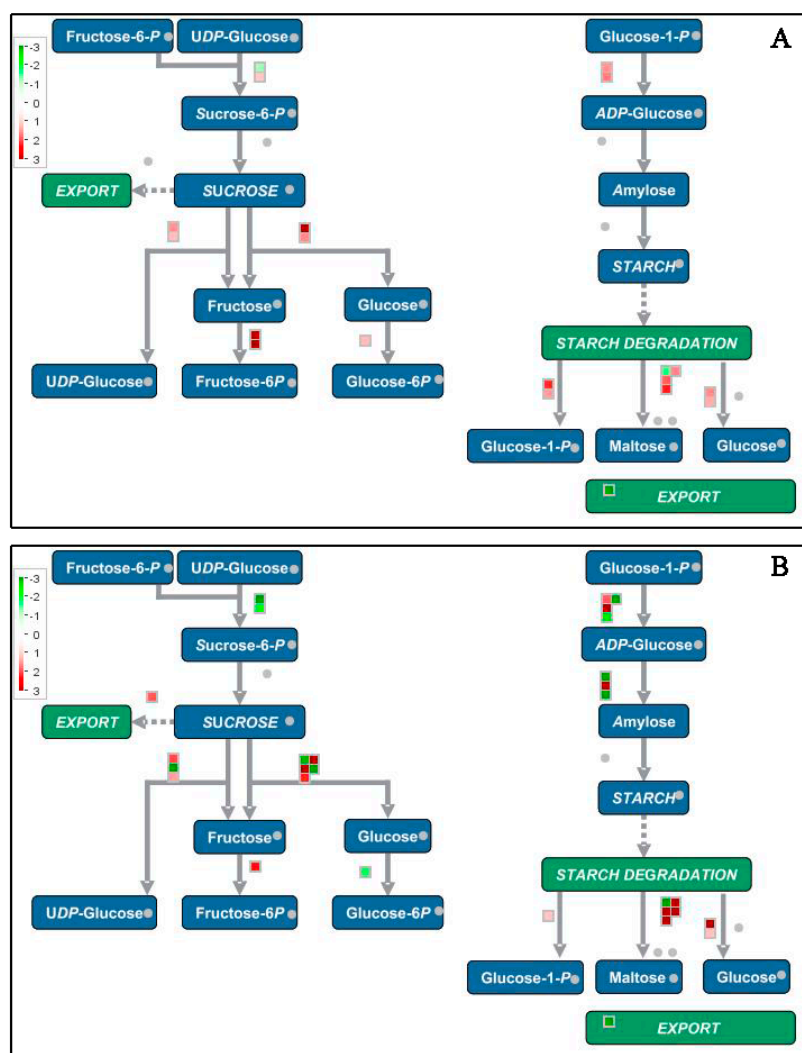 Fructose-6-P UDP-Glucose Glucose-1-P A
-3
-2
-1
0
1
2
3
Sucrose-6-P ADP-Glucose
EXPORT SUCROSE Amylose
STARCH
Fructose Glucose
STARCH DEGRADATION
UDP-Glucose Fructose-6P Glucose-6P
Glucose-1-P Maltose Glucose
EXPORT
Fructose-6-P UDP-Glucose Glucose-1-P B
-3
-2
-1
0
1
2
3
Sucrose-6-P ADP-Glucose
EXPORT SUCROSE Amylose
STARCH
Fructose Glucose
STARCH DEGRADATION
UDP-Glucose Fructose-6P Glucose-6P
Glucose-1-P Maltose Glucose
EXPORT